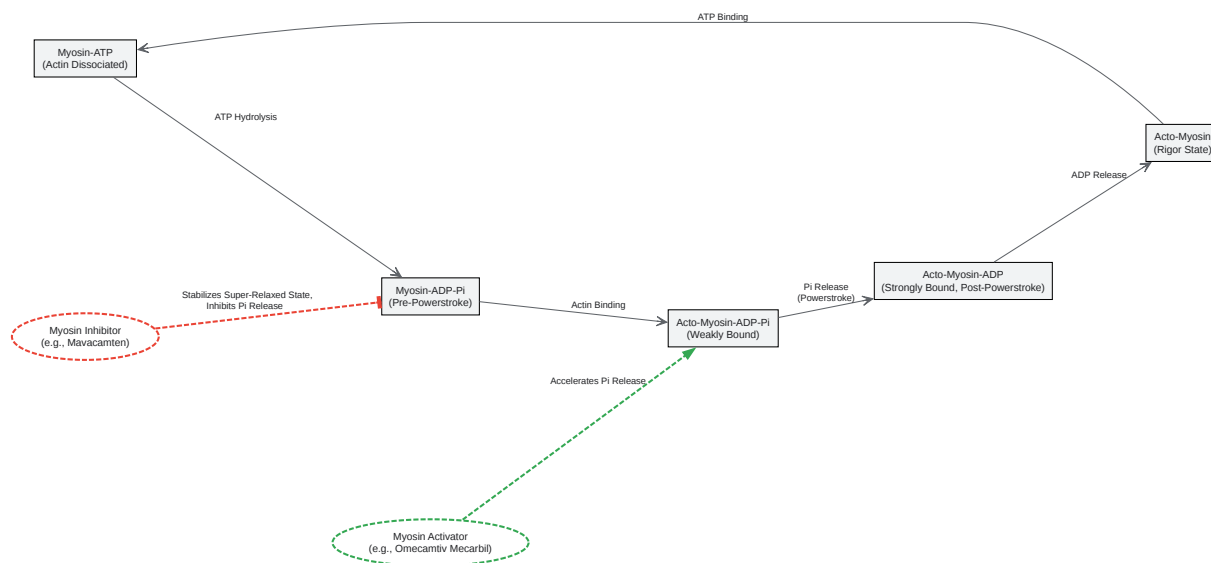 ATP Binding
Myosin-ATP
(Actin Dissociated)
ATP Hydrolysis
Acto-Myosin
(Rigor State)
ADP Release
Acto-Myosin-ADP
(Strongly Bound, Post-Powerstroke)
Pi Release
(Powerstroke)
Myosin-ADP-Pi
(Pre-Powerstroke)
Stabilizes Super-Relaxed State,
Inhibits Pi Release
Actin Binding
Acto-Myosin-ADP-Pi
(Weakly Bound)
Myosin Inhibitor
(e.g., Mavacamten)
Accelerates Pi Release
Myosin Activator
(e.g., Omecamtiv Mecarbil)